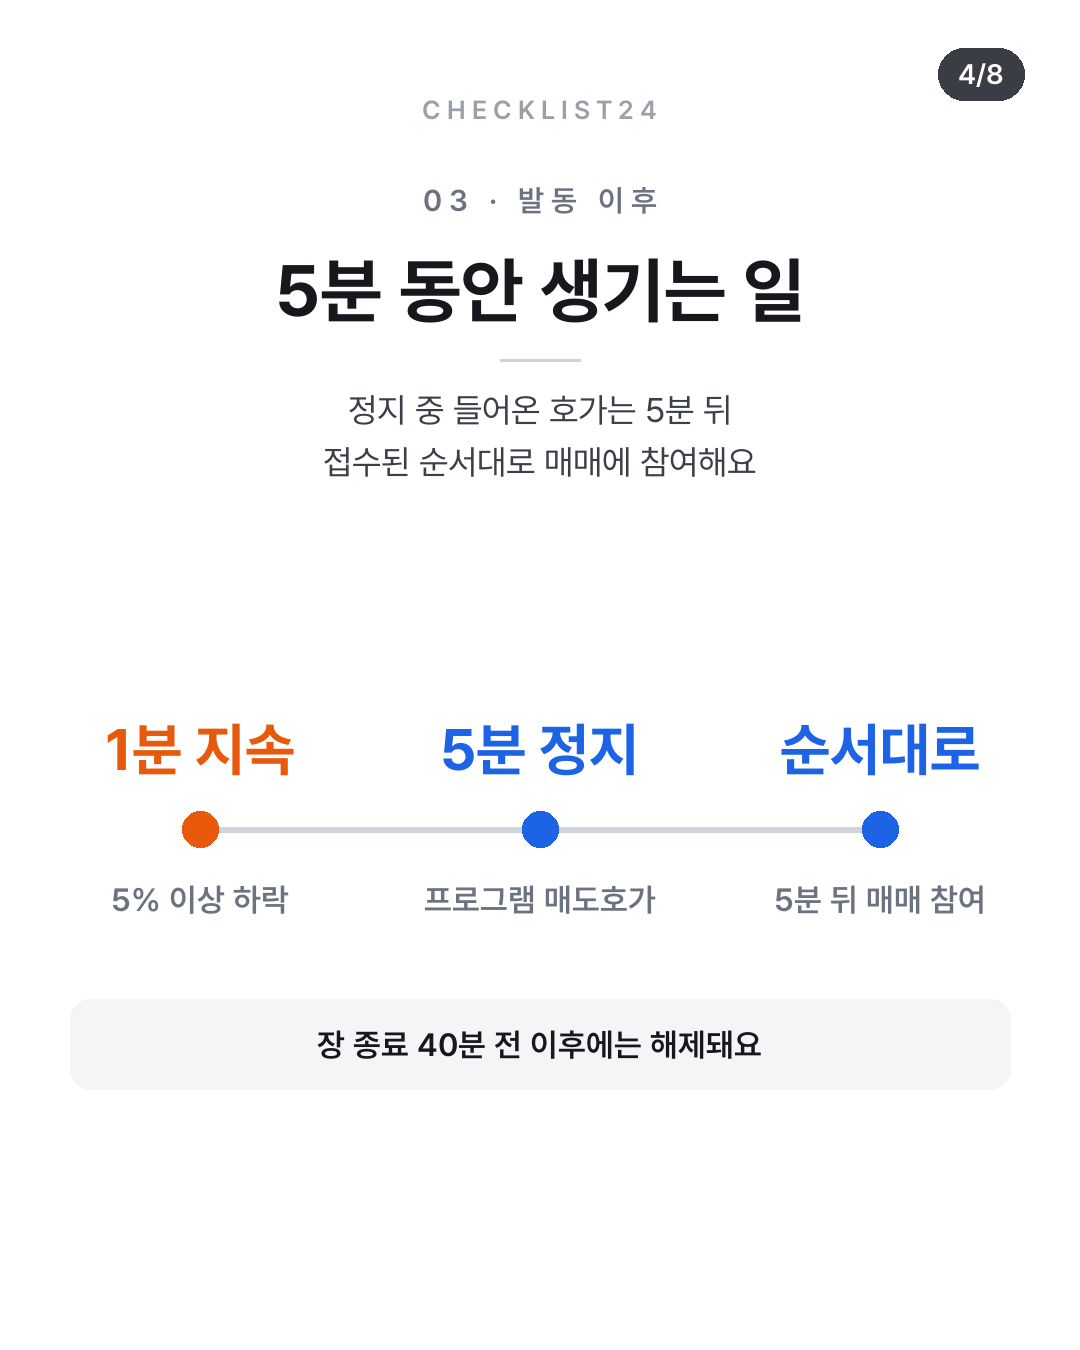 4/8
CHECKLIST24
03 · 발동 이후
5분 동안 생기는 일
정지 중 들어온 호가는 5분 뒤
접수된 순서대로 매매에 참여해요
1분 지속
5분 정지
순서대로
5% 이상 하락
프로그램 매도호가
5분 뒤 매매 참여
장 종료 40분 전 이후에는 해제돼요